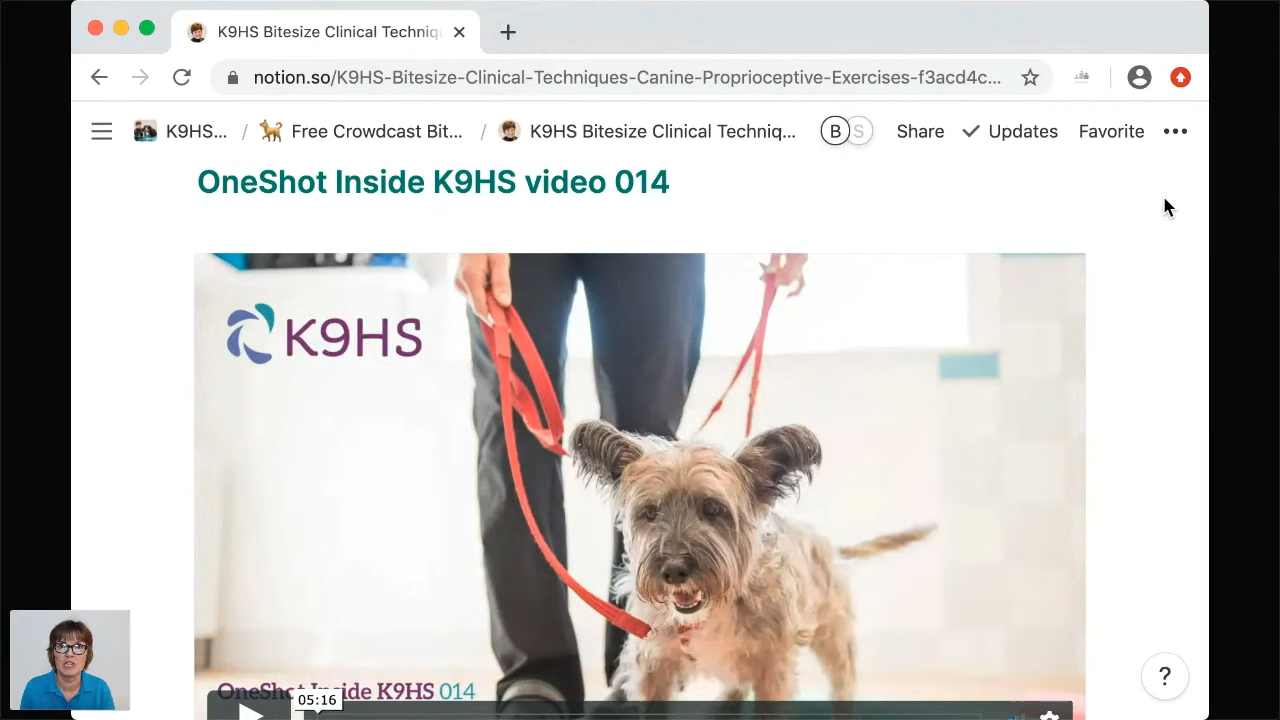 K9HS Bitesize Clinical Techniq
notion.so/K9HS-Bitesize-Clinical-Techniques-Canine-Proprioceptive-Exercises-f3acd4c...
K9HS... / Free Crowdcast Bit... / K9HS Bitesize Clinical Techniq... B S Share Updates Favorite •••
OneShot Inside K9HS video 014
K9HS
OneShot Inside K9HS 014
05:16
?